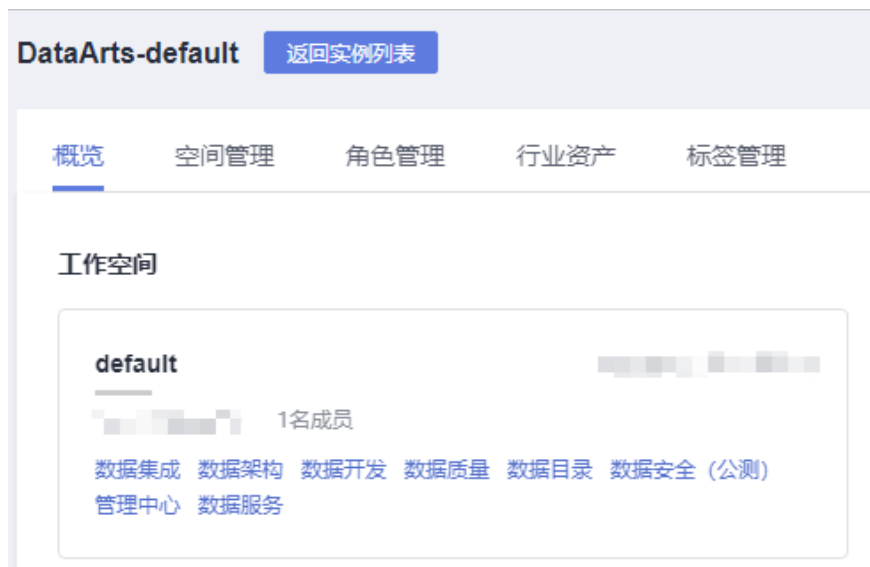 DataArts-default 返回实例列表
概览 空间管理 角色管理 行业资产 标签管理
工作空间
default
1名成员
数据集成 数据架构 数据开发 数据质量 数据目录 数据安全（公测）
管理中心 数据服务